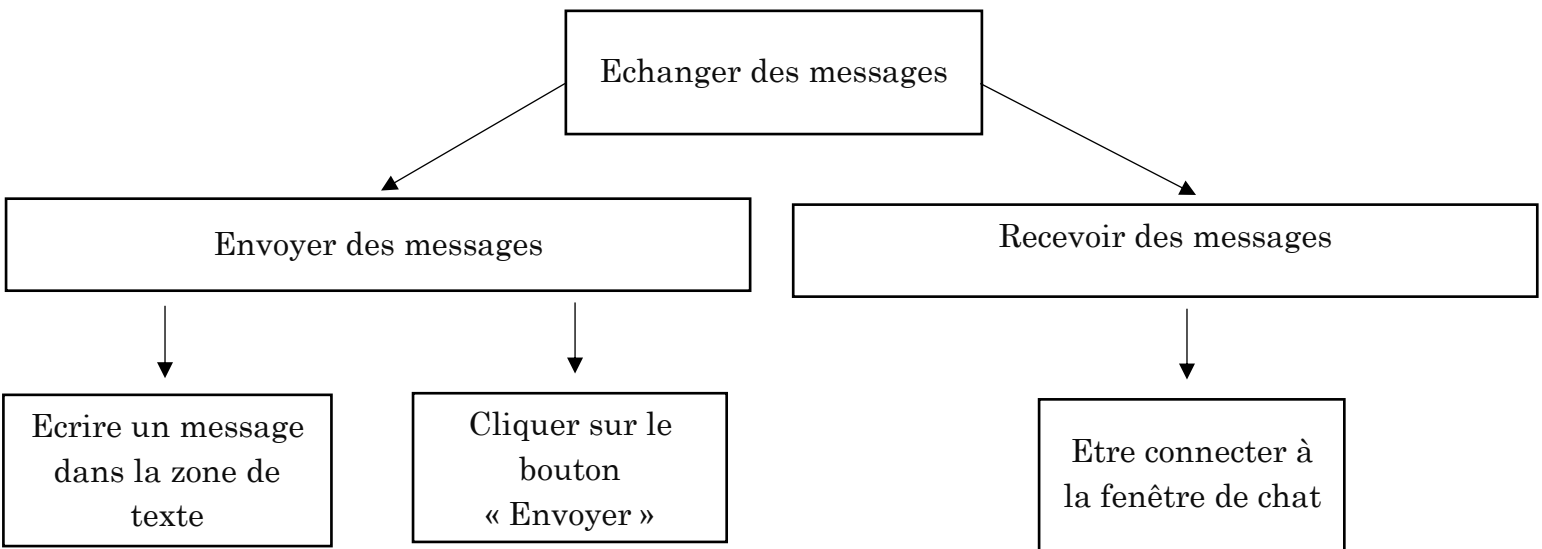 Echanger des messages
Envoyer des messages
Recevoir des messages
Ecrire un message
dans la zone de
texte
Cliquer sur le
bouton
« Envoyer »
Etre connecter à
la fenêtre de chat